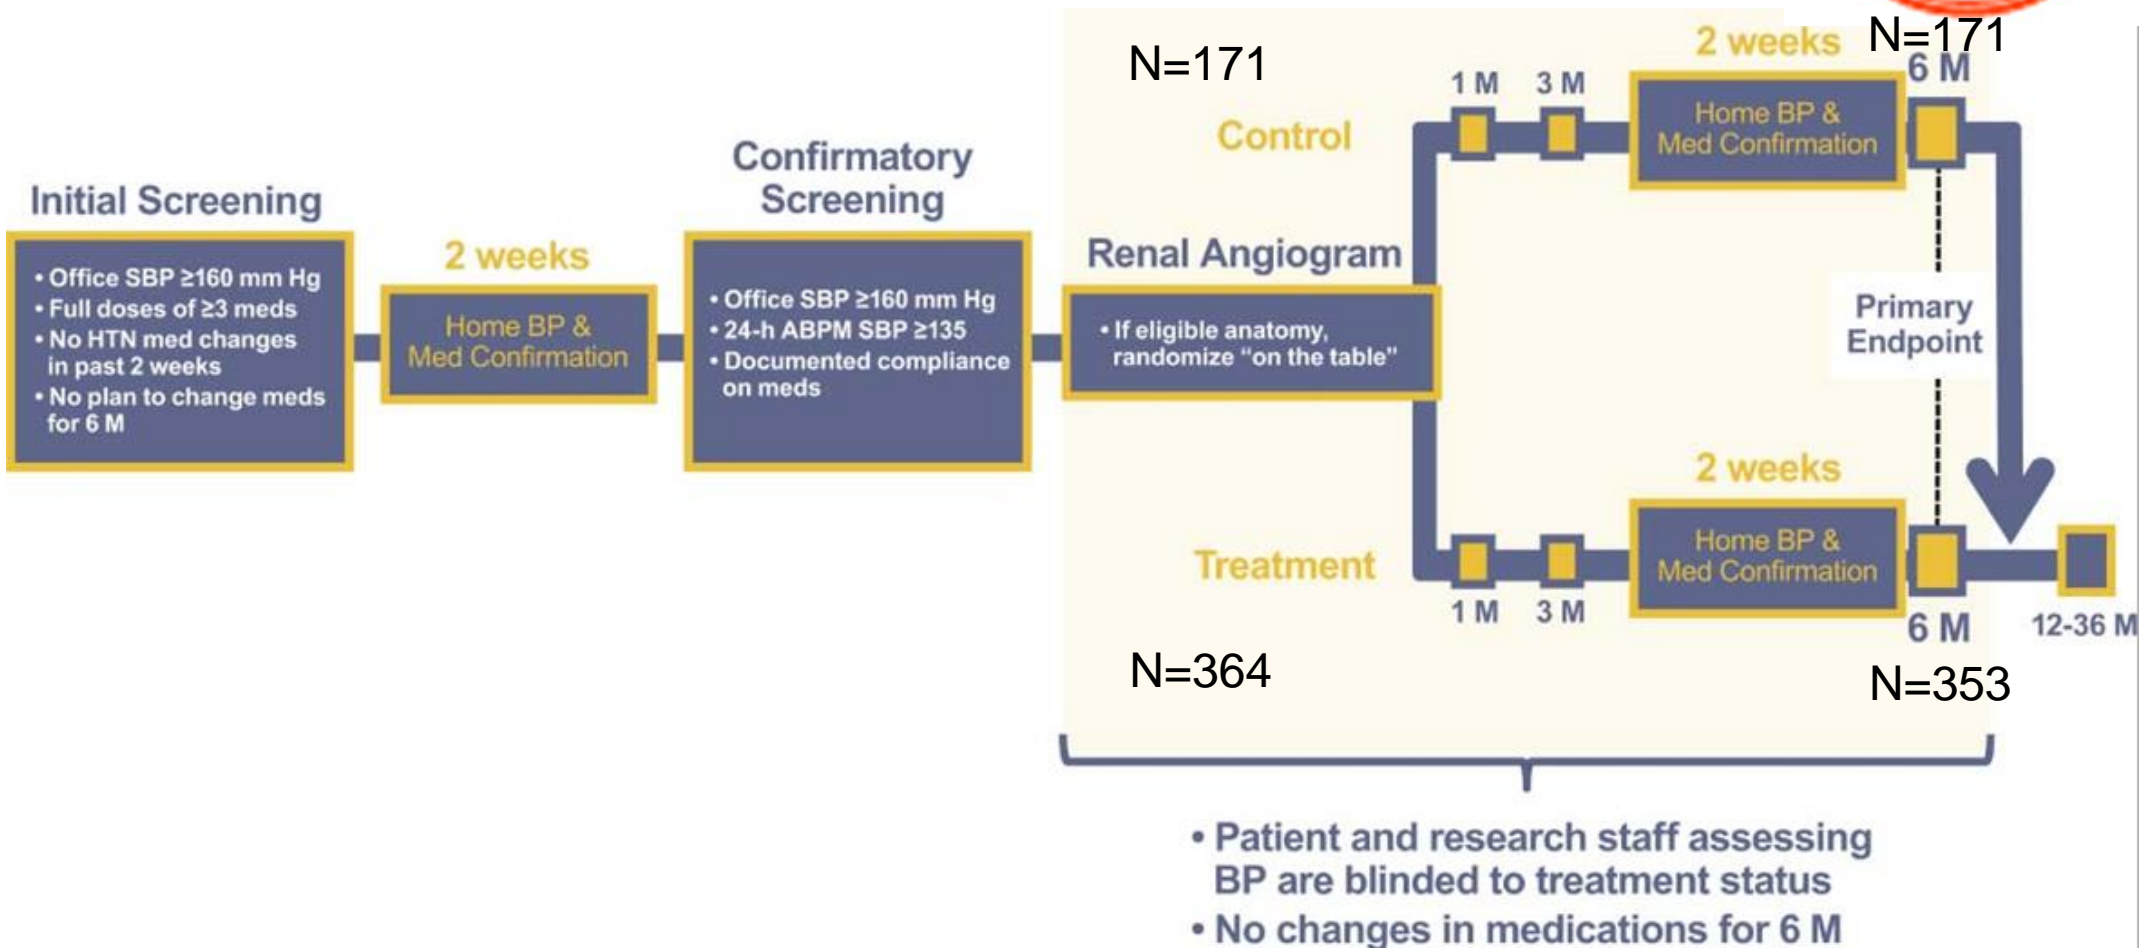 Initial Screening
• Office SBP ≥160 mm Hg
• Full doses of ≥3 meds
• No HTN med changes
in past 2 weeks
• No plan to change meds
for 6 M
2 weeks
Home BP &
Med Confirmation
Confirmatory
Screening
• Office SBP ≥160 mm Hg
• 24-h ABPM SBP ≥135
• Documented compliance
on meds
Renal Angiogram
• If eligible anatomy,
randomize “on the table”
N=171
Control
1 M
3 M
2 weeks
Home BP &
Med Confirmation
N=171
6 M
Primary
Endpoint
Treatment
1 M
3 M
2 weeks
Home BP &
Med Confirmation
6 M
12-36 M
N=364
N=353
• Patient and research staff assessing
BP are blinded to treatment status
• No changes in medications for 6 M